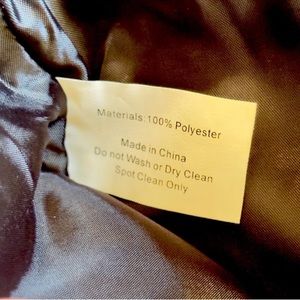 Materials:100% Polyester
Made in China
Do not Wash or Dry Clean
Spot Clean Only